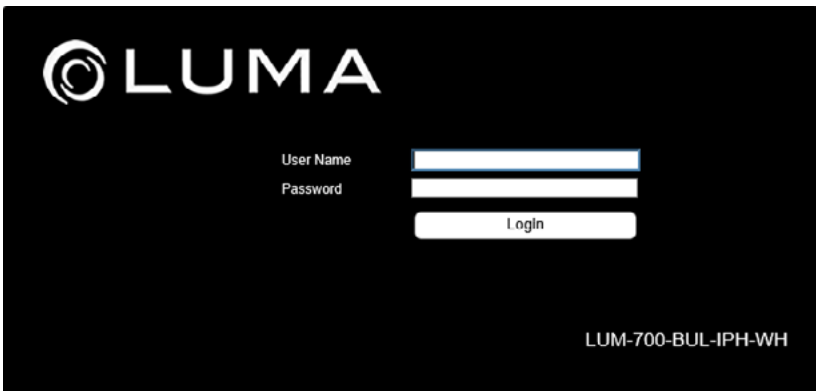 LUMA
User Name
Password
Login
LUM-700-BUL-IPH-WH